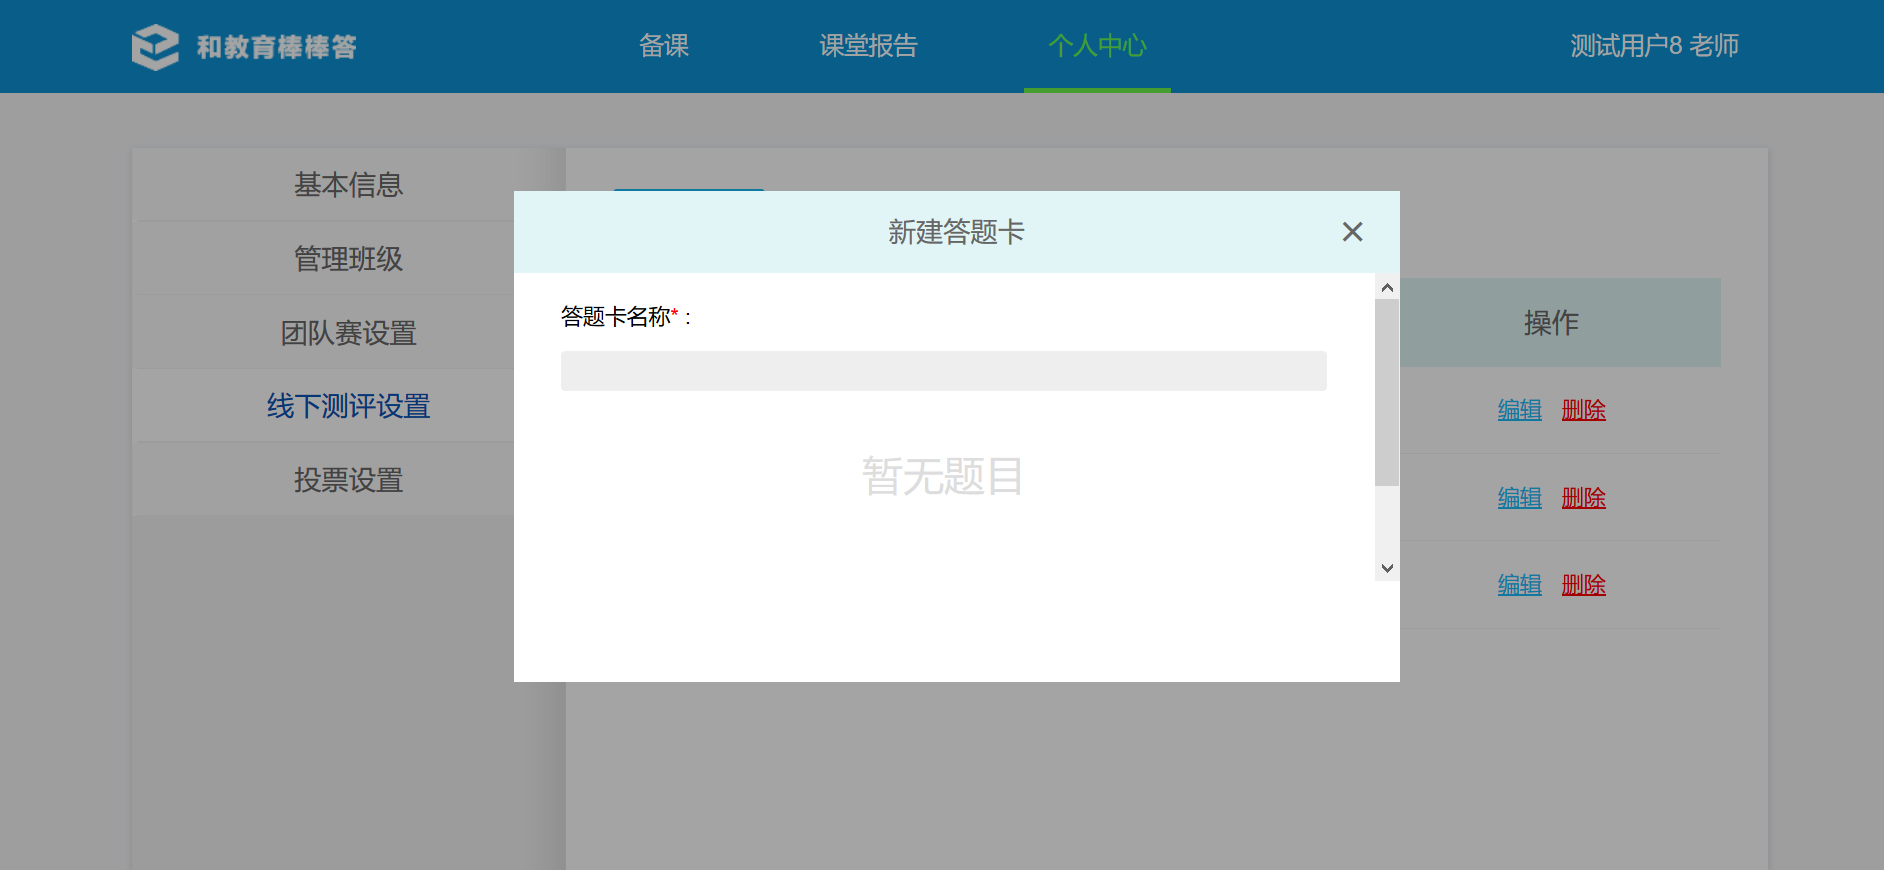 和教育棒棒答
备课
课堂报告
个人中心
测试用户8 老师
基本信息
管理班级
团队赛设置
线下测评设置
投票设置
新建答题卡
答题卡名称* :
暂无题目
操作
编辑 删除
编辑 删除
编辑 删除